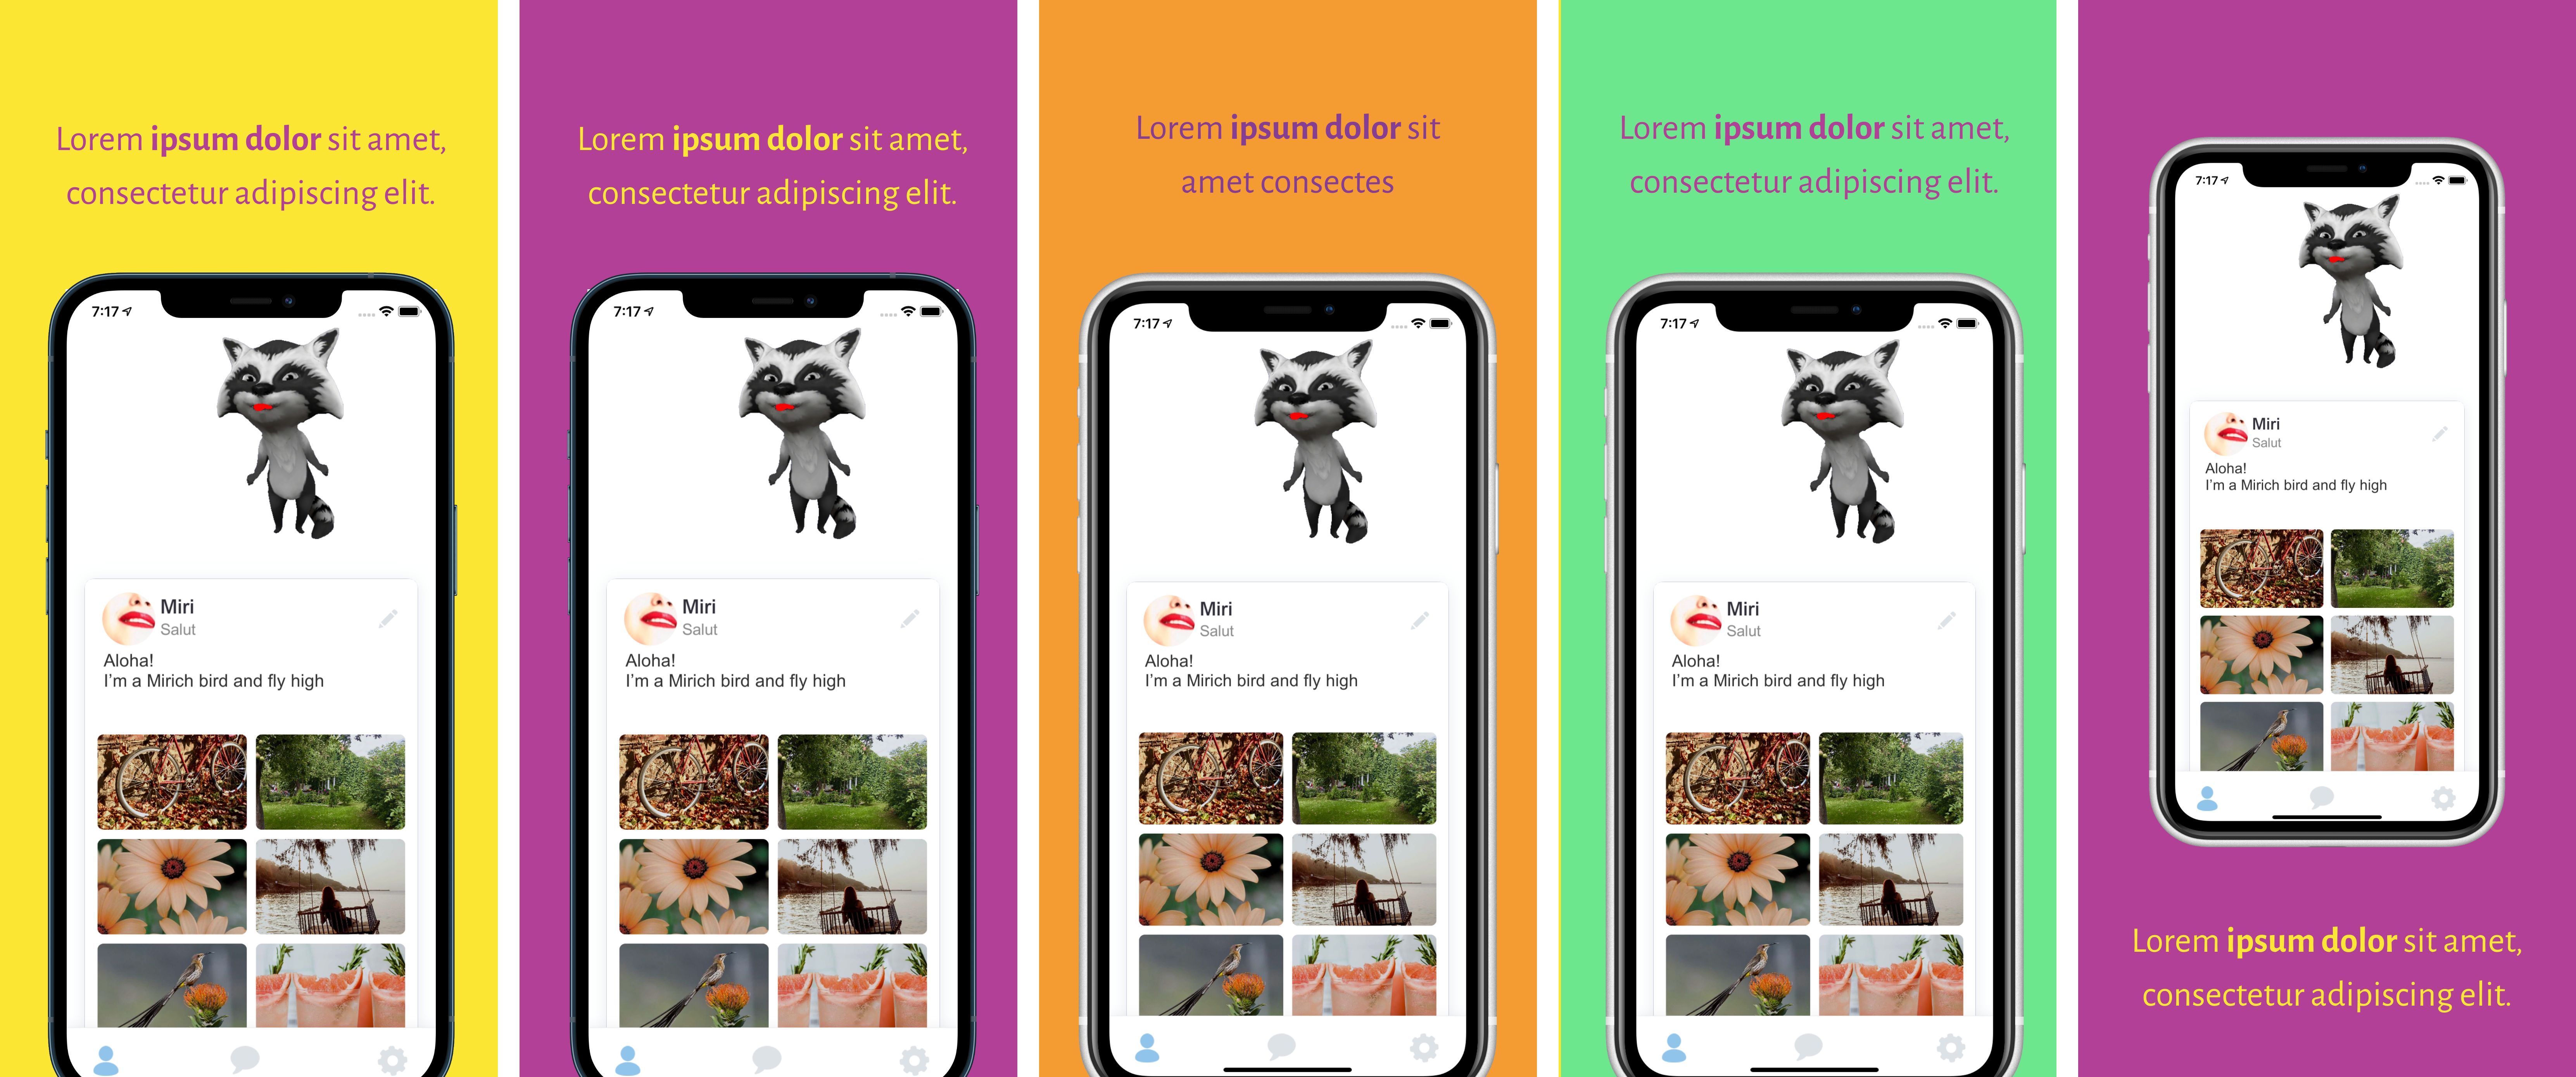 Lorem ipsum dolor sit amet,
consectetur adipiscing elit.
7:17
Miri
Salut
Aloha!
I'm a Mirich bird and fly high
Lorem ipsum dolor sit amet,
consectetur adipiscing elit.
7:17
Miri
Salut
Aloha!
I'm a Mirich bird and fly high
Lorem ipsum dolor sit
amet consectes
7:17
Miri
Salut
Aloha!
I'm a Mirich bird and fly high
Lorem ipsum dolor sit amet,
consectetur adipiscing elit.
7:17
Miri
Salut
Aloha!
I'm a Mirich bird and fly high
7:17
Miri
Salut
Aloha!
I'm a Mirich bird and fly high
Lorem ipsum dolor sit amet,
consectetur adipiscing elit.